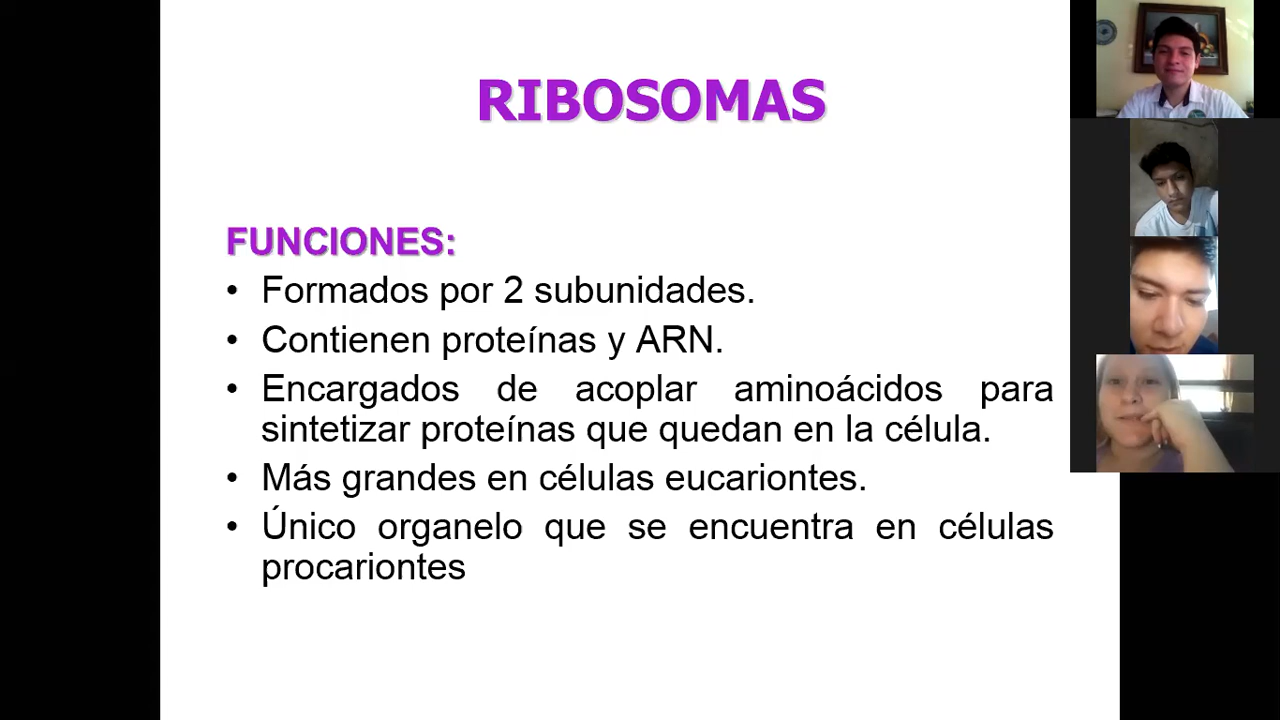 RIBOSOMAS
FUNCIONES:
• Formados por 2 subunidades.
• Contienen proteínas y ARN.
• Encargados de acoplar aminoácidos para
sintetizar proteínas que quedan en la célula.
• Más grandes en células eucariontes.
• Único organelo que se encuentra en células
procariontes